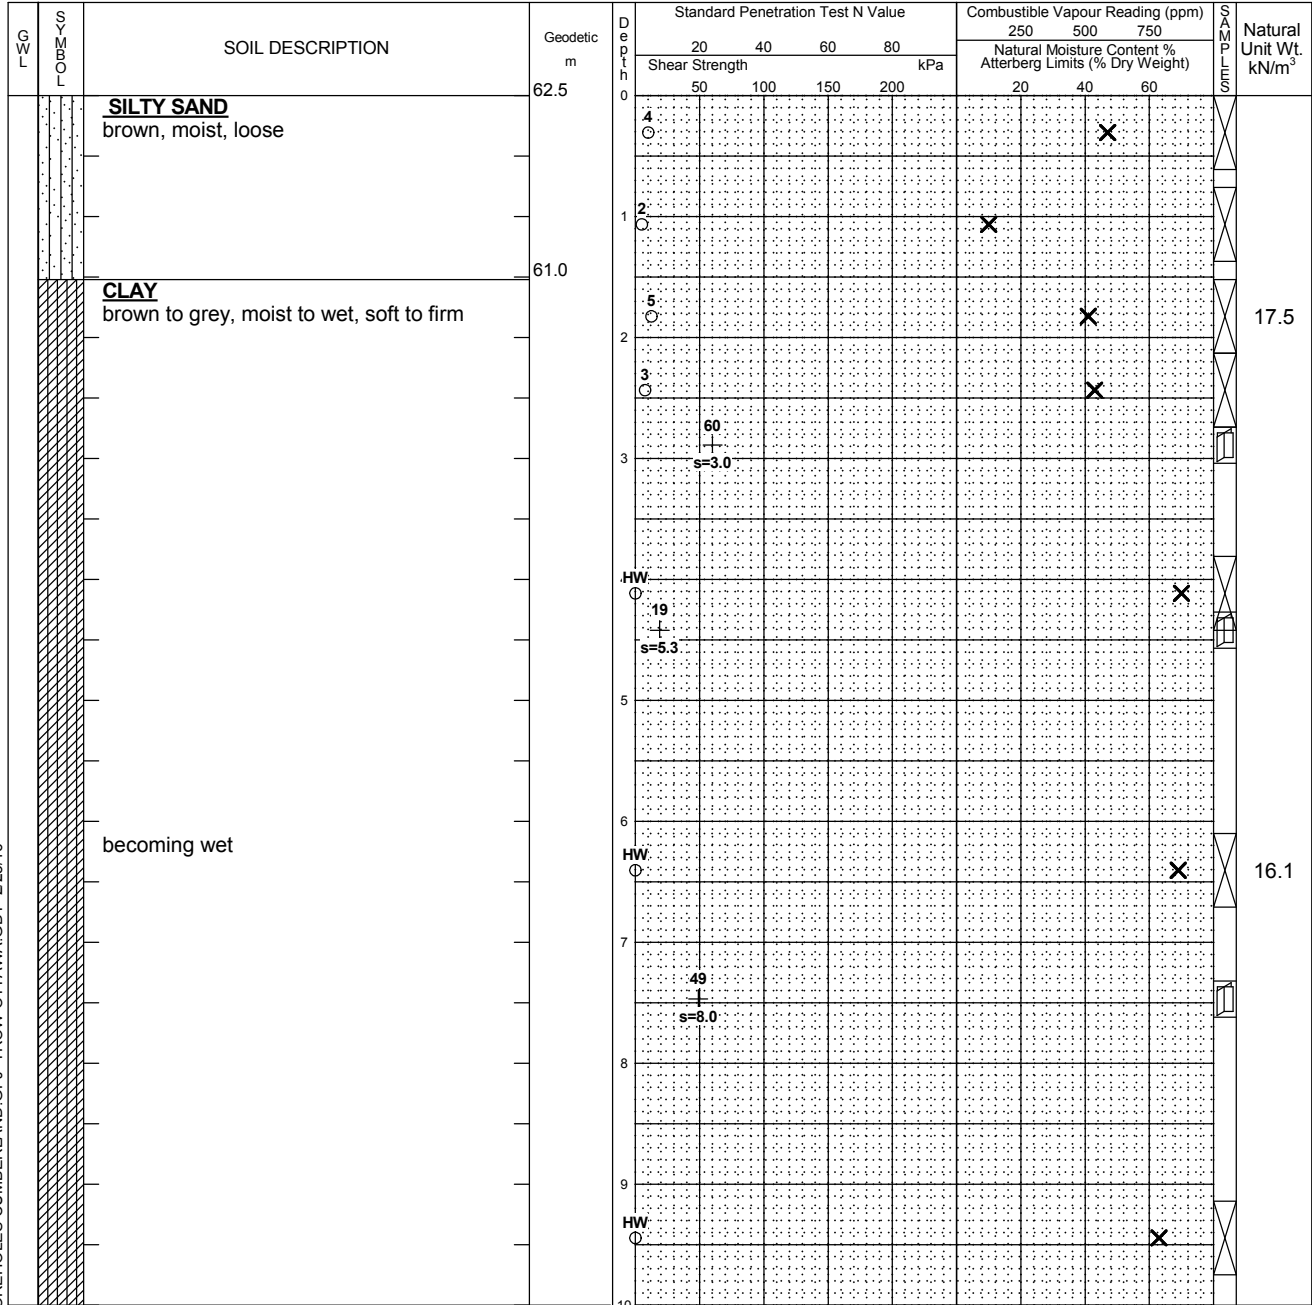 GWL
SYMBOL
SOIL DESCRIPTION
Geodetic
m
Depth
Standard Penetration Test N Value
20 40 60 80
Shear Strength kPa
50 100 150 200
Combustible Vapour Reading (ppm)
250 500 750
Natural Moisture Content %
Atterberg Limits (% Dry Weight)
20 40 60
SAMPLES
Natural
Unit Wt.
kN/m³
62.5
0
SILTY SAND
brown, moist, loose
4
2
1
61.0
CLAY
brown to grey, moist to wet, soft to firm
5
17.5
2
3
60
3
s=3.0
HW
19
s=5.3
5
6
becoming wet
HW
16.1
7
49
s=8.0
8
9
HW